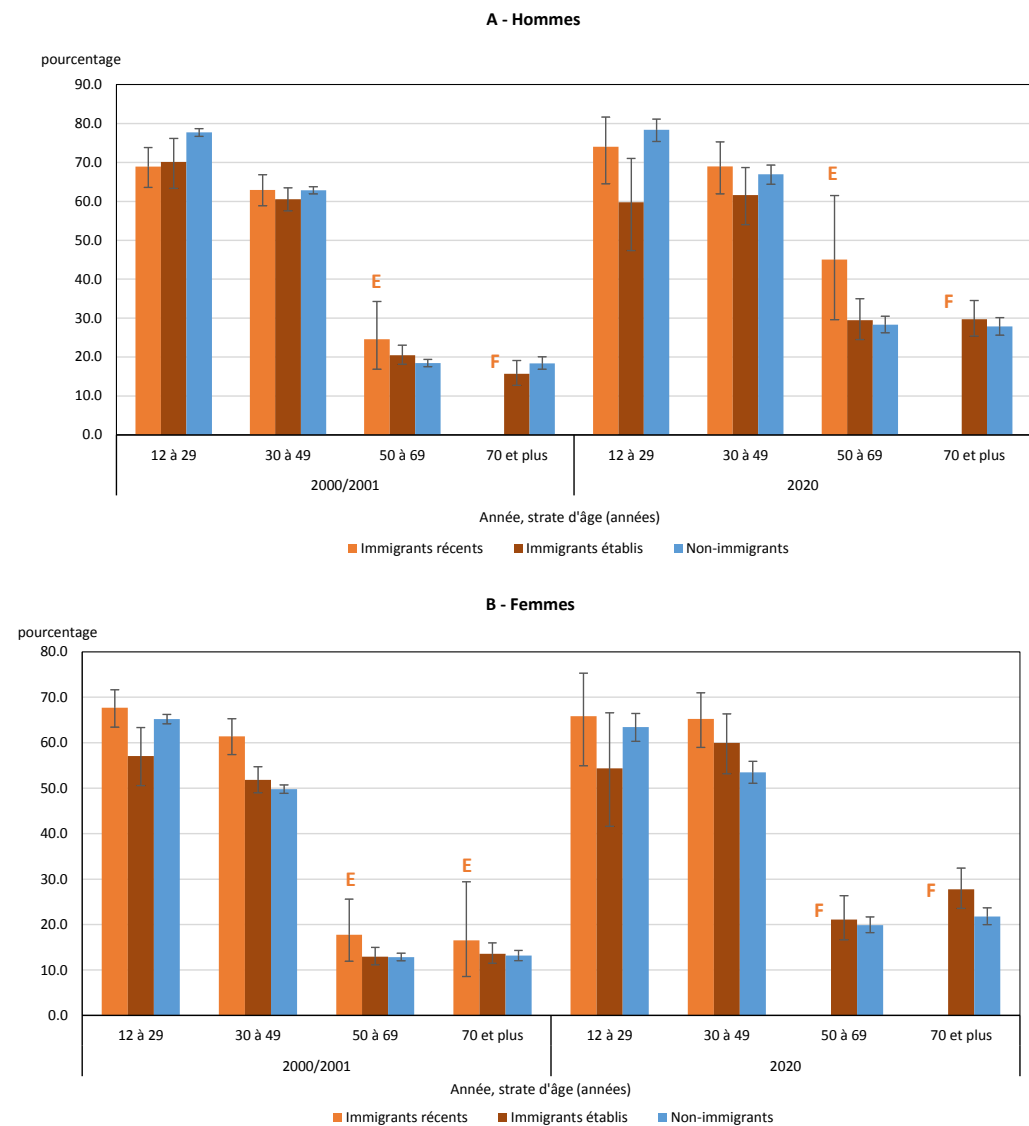 A - Hommes
pourcentage
90.0
80.0
70.0
60.0
50.0
40.0
30.0
20.0
10.0
0.0
E
F
E
F
12 à 29 30 à 49 50 à 69 70 et plus 12 à 29 30 à 49 50 à 69 70 et plus
2000/2001 2020
Année, strate d'âge (années)
Immigrants récents Immigrants établis Non-immigrants
B - Femmes
pourcentage
80.0
70.0
60.0
50.0
40.0
30.0
20.0
10.0
0.0
E
E
F
F
12 à 29 30 à 49 50 à 69 70 et plus 12 à 29 30 à 49 50 à 69 70 et plus
2000/2001 2020
Année, strate d'âge (années)
Immigrants récents Immigrants établis Non-immigrants